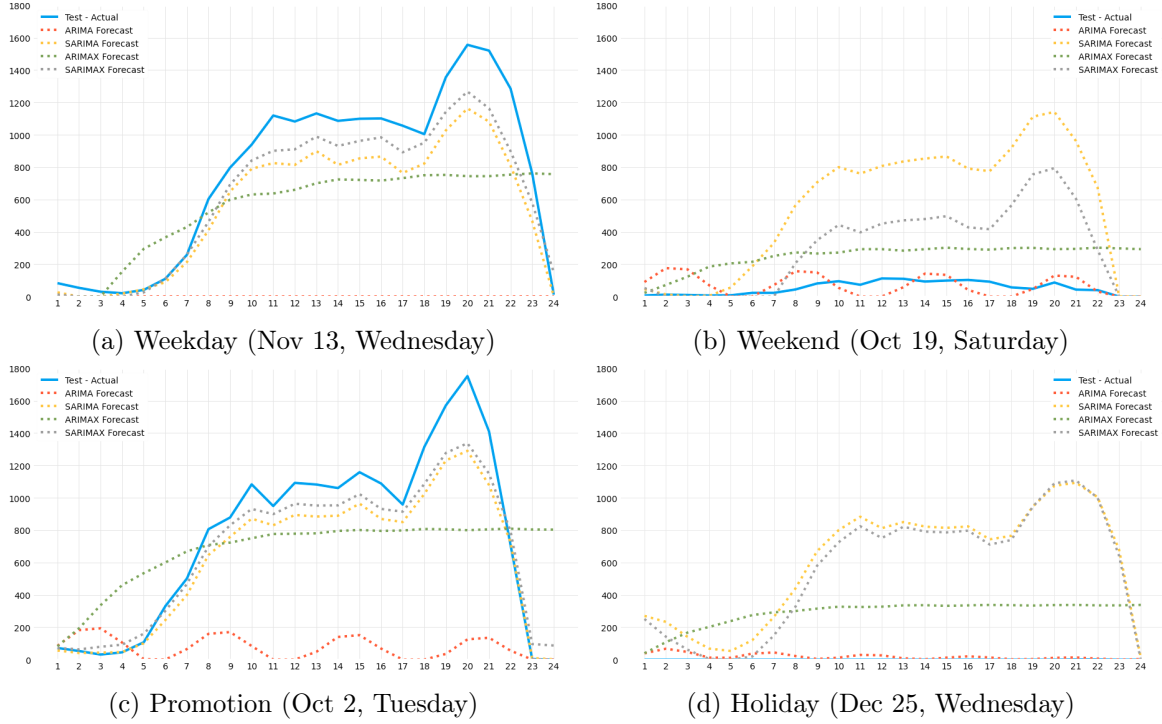 1800
1600
1400
1200
1000
800
600
400
200
0
Test - Actual
ARIMA Forecast
SARIMA Forecast
ARIMAX Forecast
SARIMAX Forecast
1 2 3 4 5 6 7 8 9 10 11 12 13 14 15 16 17 18 19 20 21 22 23 24
(a) Weekday (Nov 13, Wednesday)
1800
1600
1400
1200
1000
800
600
400
200
0
Test - Actual
ARIMA Forecast
SARIMA Forecast
ARIMAX Forecast
SARIMAX Forecast
1 2 3 4 5 6 7 8 9 10 11 12 13 14 15 16 17 18 19 20 21 22 23 24
(b) Weekend (Oct 19, Saturday)
1800
1600
1400
1200
1000
800
600
400
200
0
Test - Actual
ARIMA Forecast
SARIMA Forecast
ARIMAX Forecast
SARIMAX Forecast
1 2 3 4 5 6 7 8 9 10 11 12 13 14 15 16 17 18 19 20 21 22 23 24
(c) Promotion (Oct 2, Tuesday)
1800
1600
1400
1200
1000
800
600
400
200
0
Test - Actual
ARIMA Forecast
SARIMA Forecast
ARIMAX Forecast
SARIMAX Forecast
1 2 3 4 5 6 7 8 9 10 11 12 13 14 15 16 17 18 19 20 21 22 23 24
(d) Holiday (Dec 25, Wednesday)